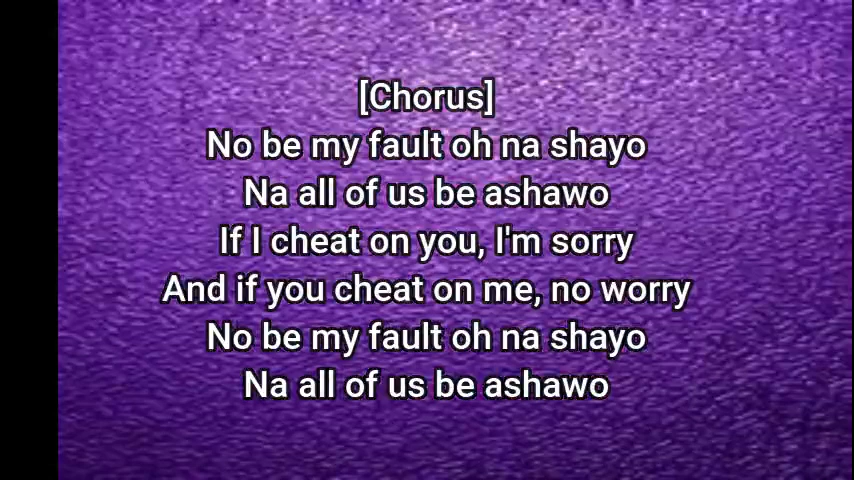 [Chorus]
No be my fault oh na shayo
Na all of us be ashawo
If I cheat on you, I'm sorry
And if you cheat on me, no worry
No be my fault oh na shayo
Na all of us be ashawo